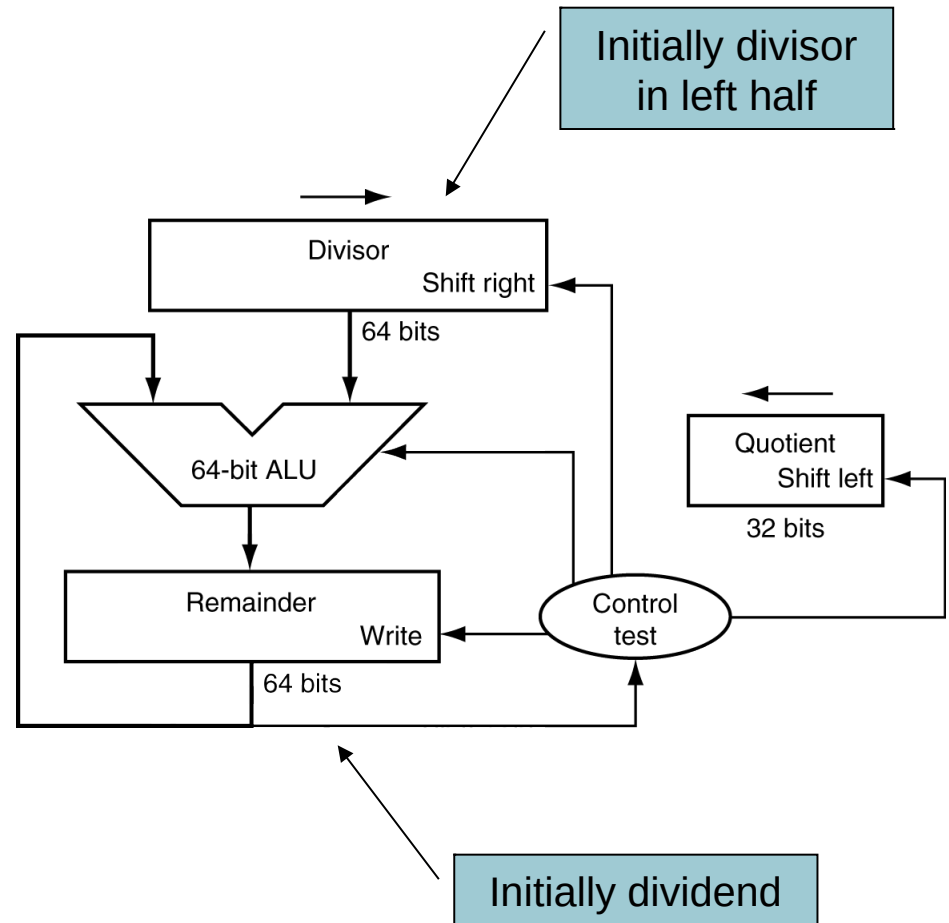 Initially divisor
in left half
Divisor
Shift right
64 bits
64-bit ALU
Quotient
Shift left
32 bits
Remainder
Write
Control
test
64 bits
Initially dividend